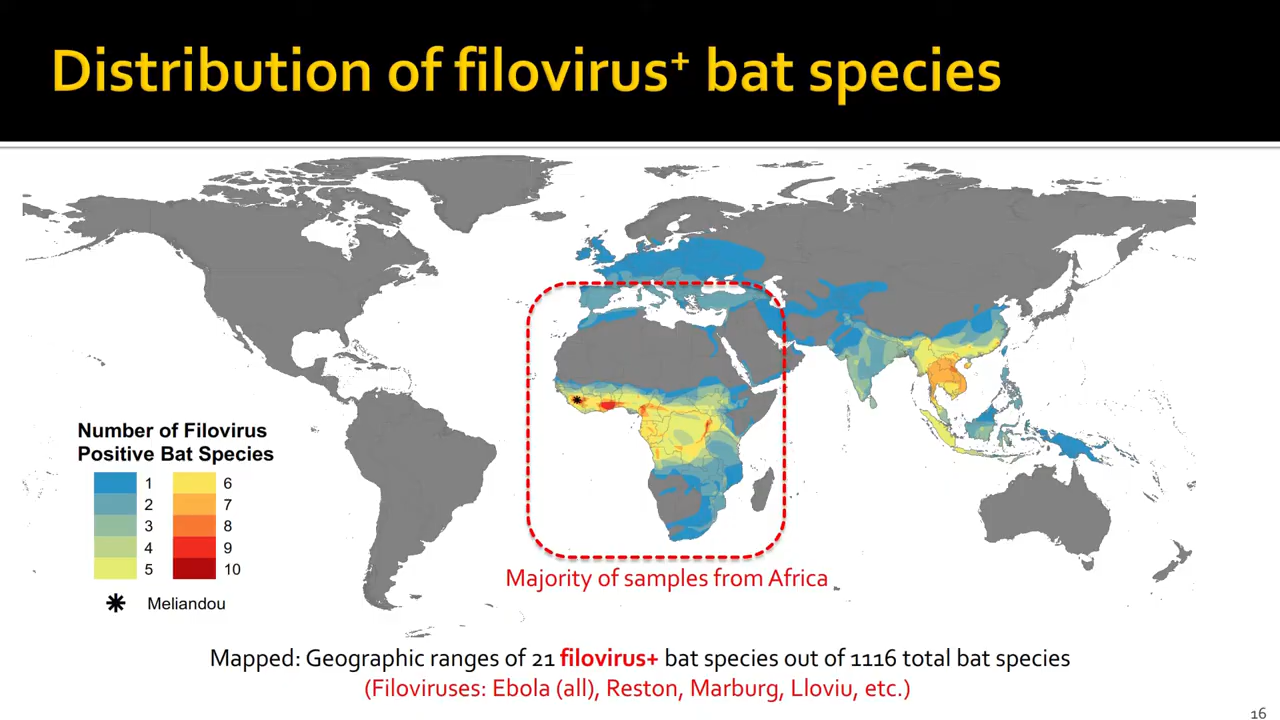 Distribution of filovirus⁺ bat species
Number of Filovirus
Positive Bat Species
1 6
2 7
3 8
4 9
5 10
Meliandou
Majority of samples from Africa
Mapped: Geographic ranges of 21 filovirus+ bat species out of 1116 total bat species
(Filoviruses: Ebola (all), Reston, Marburg, Lloviu, etc.)
16